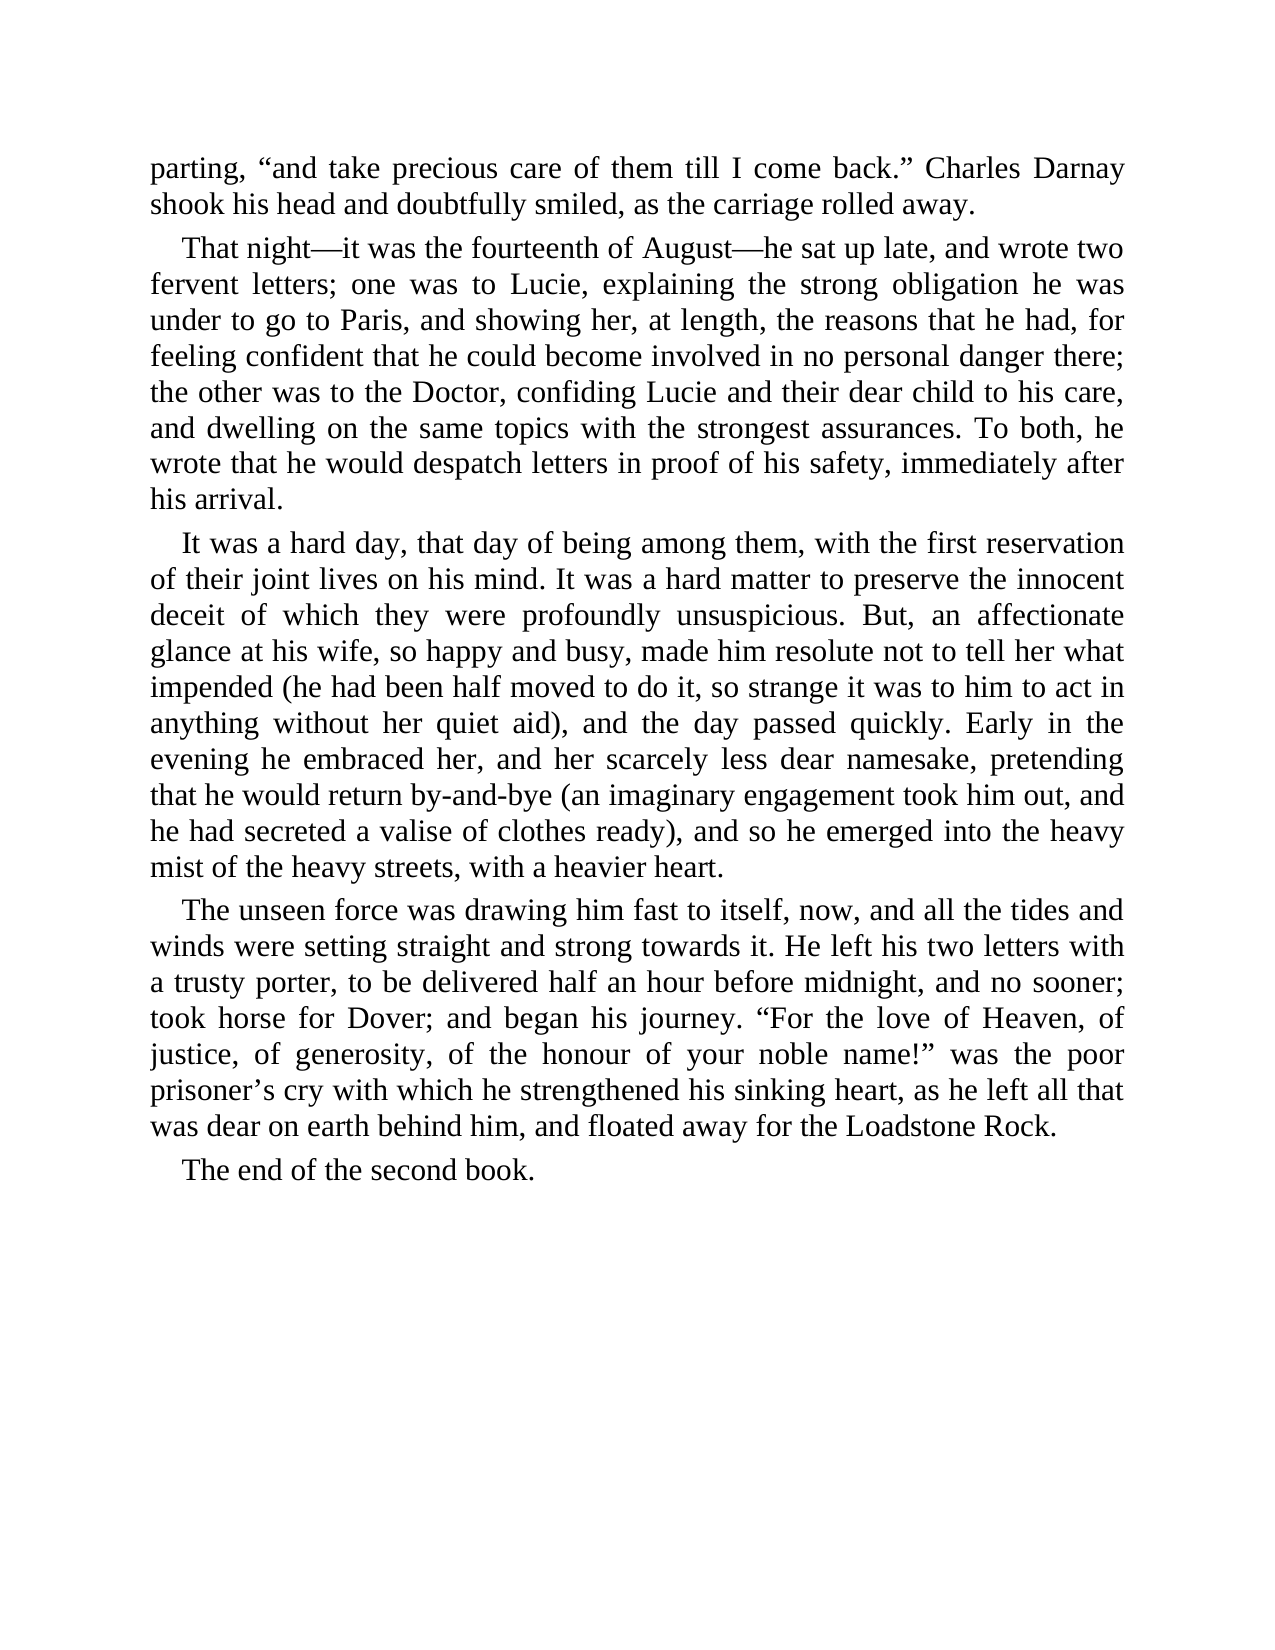 parting, “and take precious care of them till I come back.” Charles Darnay
shook his head and doubtfully smiled, as the carriage rolled away.
That night—it was the fourteenth of August—he sat up late, and wrote two
fervent letters; one was to Lucie, explaining the strong obligation he was
under to go to Paris, and showing her, at length, the reasons that he had, for
feeling confident that he could become involved in no personal danger there;
the other was to the Doctor, confiding Lucie and their dear child to his care,
and dwelling on the same topics with the strongest assurances. To both, he
wrote that he would despatch letters in proof of his safety, immediately after
his arrival.
It was a hard day, that day of being among them, with the first reservation
of their joint lives on his mind. It was a hard matter to preserve the innocent
deceit of which they were profoundly unsuspicious. But, an affectionate
glance at his wife, so happy and busy, made him resolute not to tell her what
impended (he had been half moved to do it, so strange it was to him to act in
anything without her quiet aid), and the day passed quickly. Early in the
evening he embraced her, and her scarcely less dear namesake, pretending
that he would return by-and-bye (an imaginary engagement took him out, and
he had secreted a valise of clothes ready), and so he emerged into the heavy
mist of the heavy streets, with a heavier heart.
The unseen force was drawing him fast to itself, now, and all the tides and
winds were setting straight and strong towards it. He left his two letters with
a trusty porter, to be delivered half an hour before midnight, and no sooner;
took horse for Dover; and began his journey. “For the love of Heaven, of
justice, of generosity, of the honour of your noble name!” was the poor
prisoner’s cry with which he strengthened his sinking heart, as he left all that
was dear on earth behind him, and floated away for the Loadstone Rock.
The end of the second book.